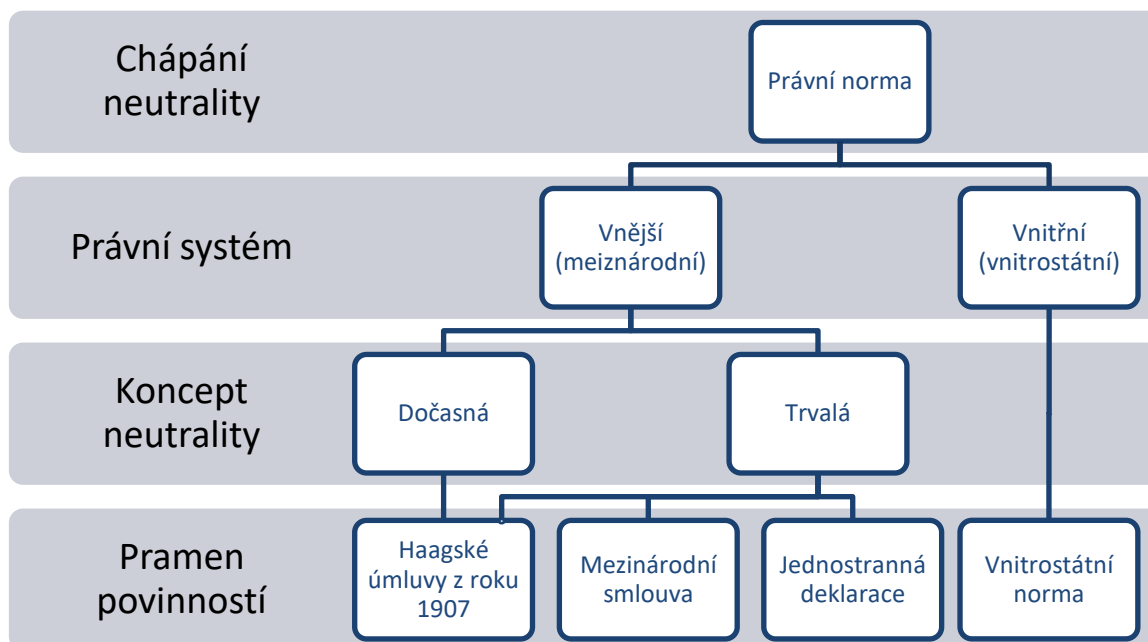 Chápání
neutrality
Právní norma
Právní systém
Vnější
(meiznárodní)
Vnitřní
(vnitrostátní)
Koncept
neutrality
Dočasná
Trvalá
Pramen
povinností
Haagské
úmluvy z roku
1907
Mezinárodní
smlouva
Jednostranná
deklarace
Vnitrostátní
norma